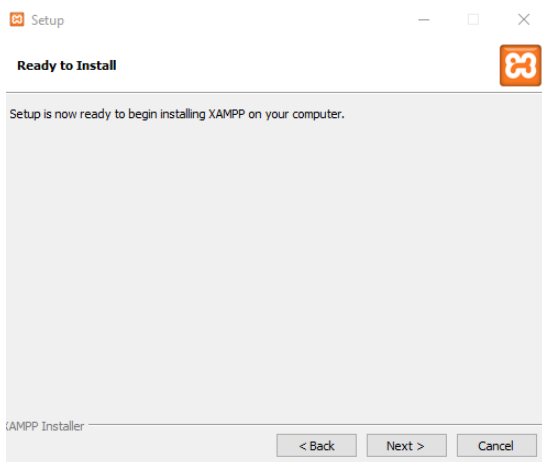 Setup
Ready to Install
Setup is now ready to begin installing XAMPP on your computer.
XAMPP Installer
< Back
Next >
Cancel